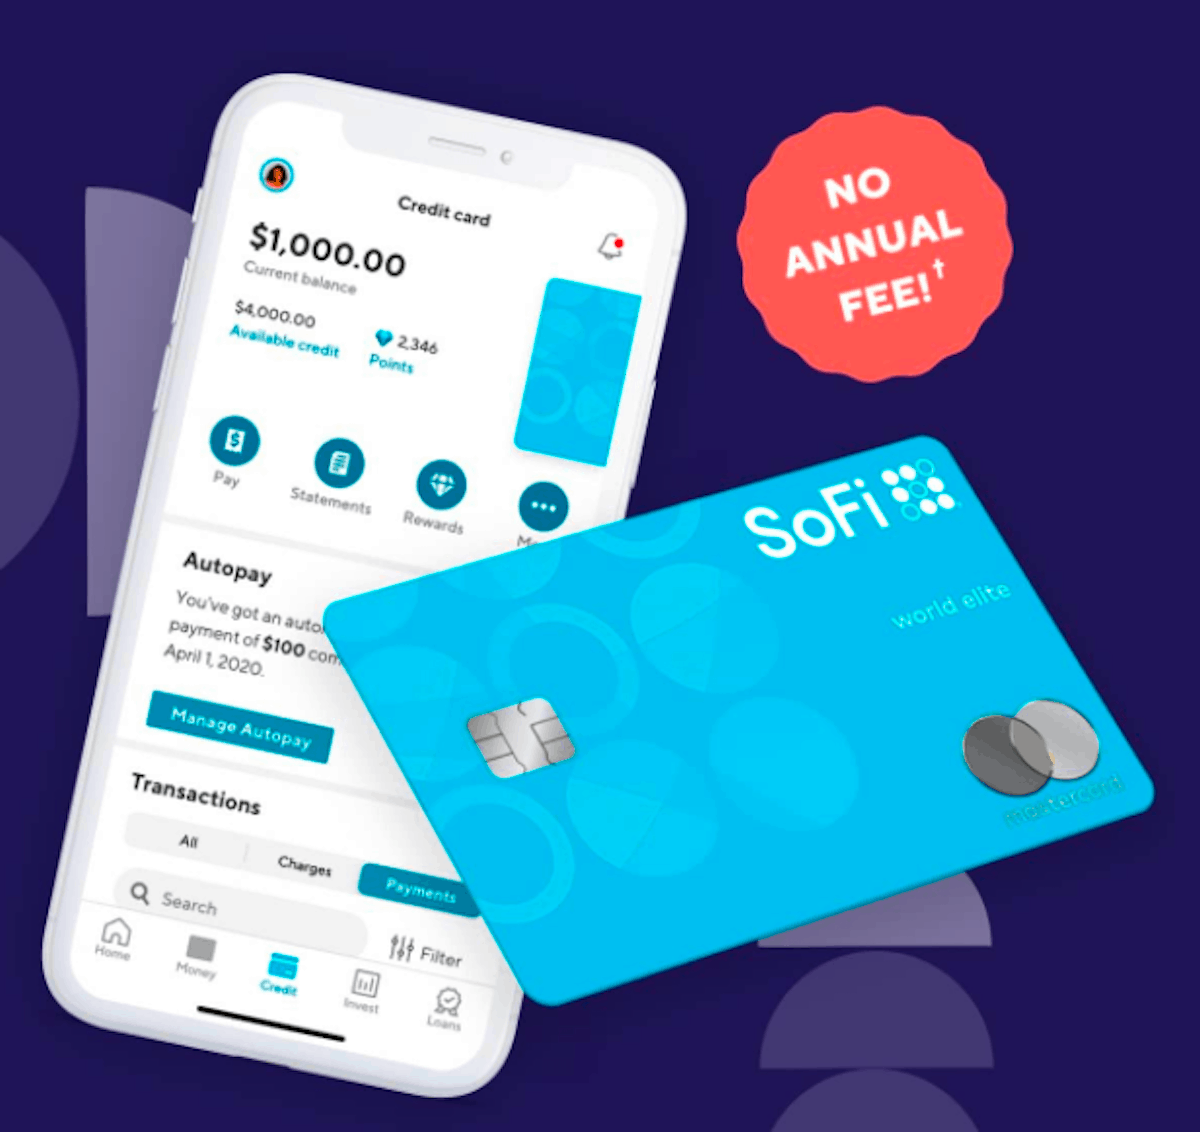 Credit card
$1,000.00
Current balance
$4,000.00
Available credit
2,346
Points
Pay
Statements
Rewards
Autopay
You've got an
payment of $100
April 1, 2020.
Manage Autopay
Transactions
All
Charges
Payments
Search
Filter
Home
Money
Credit
Invest
Loans
NO
ANNUAL
FEE!†
SoFi
world elite
mastercard